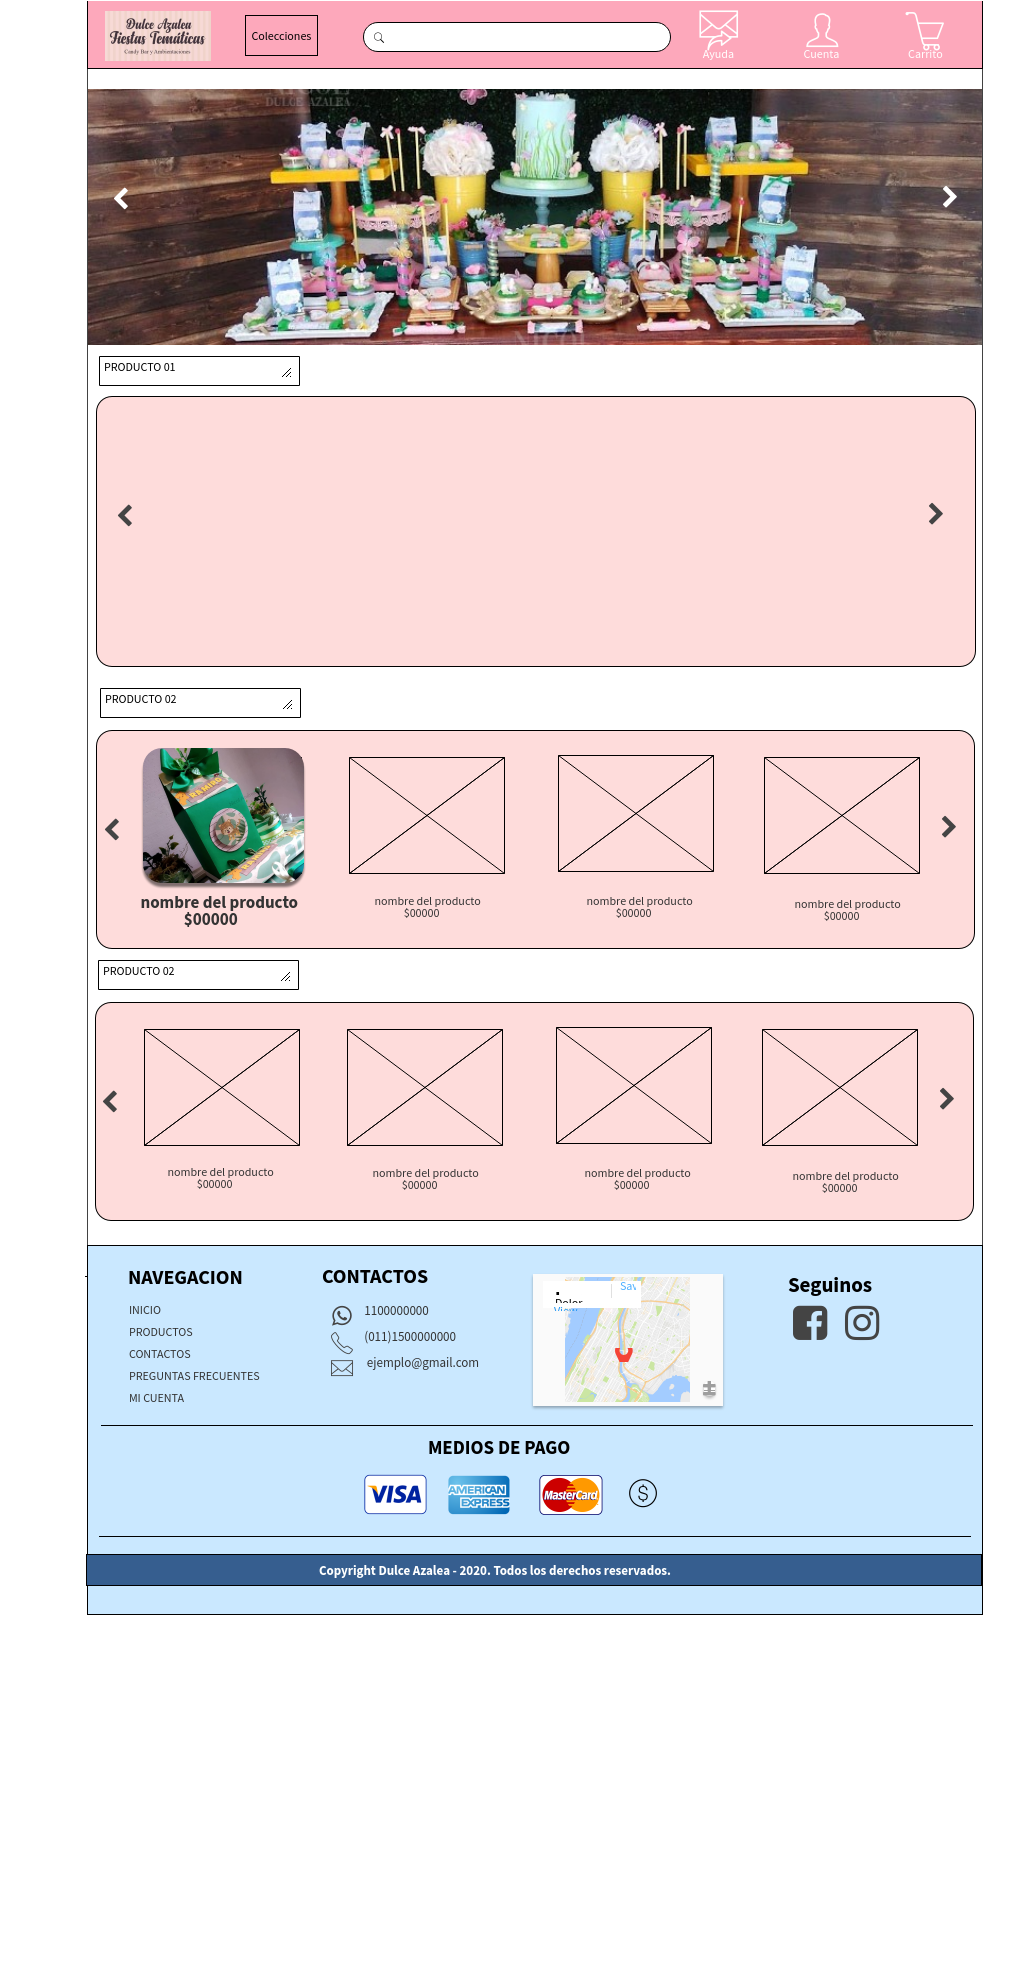 Dulce Azalea
Fiestas Temáticas
Candy Bar y Ambientaciones
Colecciones
Ayuda
Cuenta
Carrito
DULCE AZALEA
PRODUCTO 01
PRODUCTO 02
RAMIRO
nombre del producto
$00000
nombre del producto
$00000
nombre del producto
$00000
nombre del producto
$00000
PRODUCTO 02
nombre del producto
$00000
nombre del producto
$00000
nombre del producto
$00000
nombre del producto
$00000
NAVEGACION
INICIO
PRODUCTOS
CONTACTOS
PREGUNTAS FRECUENTES
MI CUENTA
CONTACTOS
1100000000
(011)1500000000
ejemplo@gmail.com
Sav
Seguinos
MEDIOS DE PAGO
VISA
AMERICAN
EXPRESS
MasterCard
$
Copyright Dulce Azalea - 2020. Todos los derechos reservados.